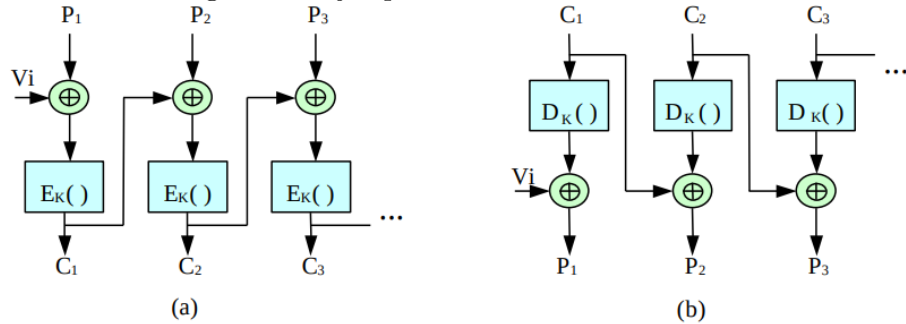 P1 P2 P3
Vi
EK( ) EK( ) EK( )
...
C1 C2 C3
(a)
C1 C2 C3
...
DK( ) DK( ) DK( )
Vi
P1 P2 P3
(b)